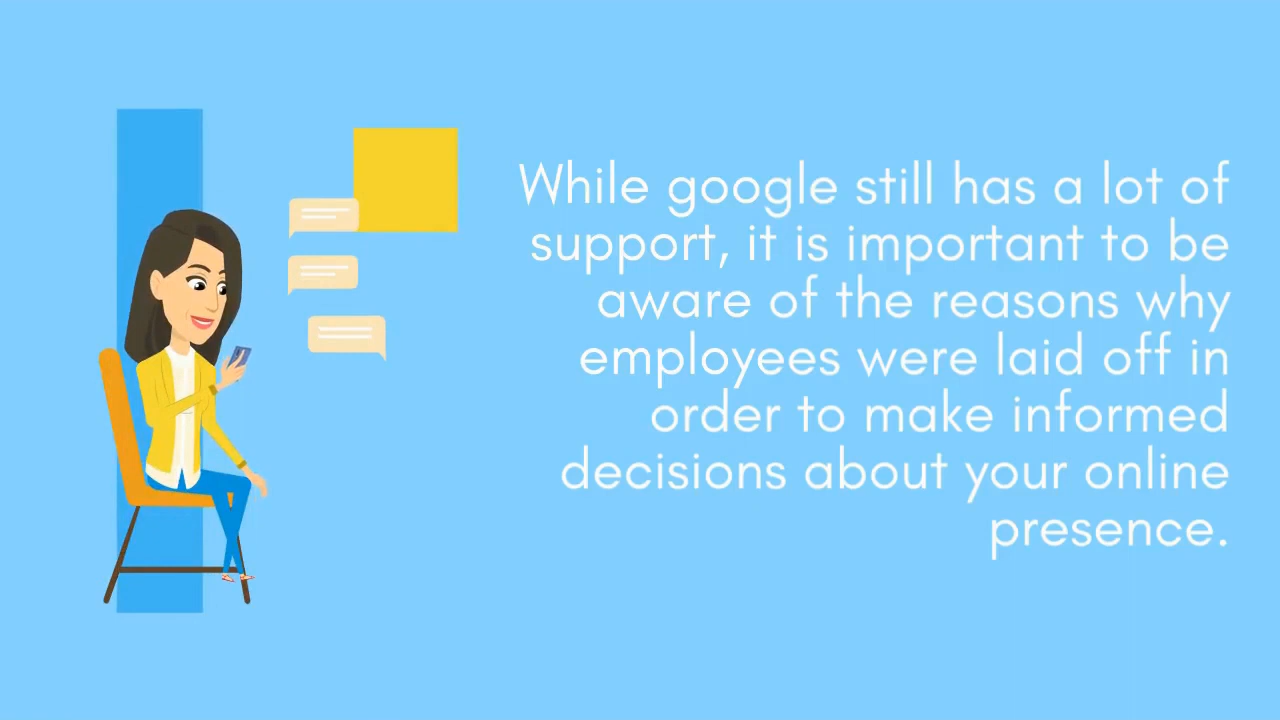 While google still has a lot of
support, it is important to be
aware of the reasons why
employees were laid off in
order to make informed
decisions about your online
presence.